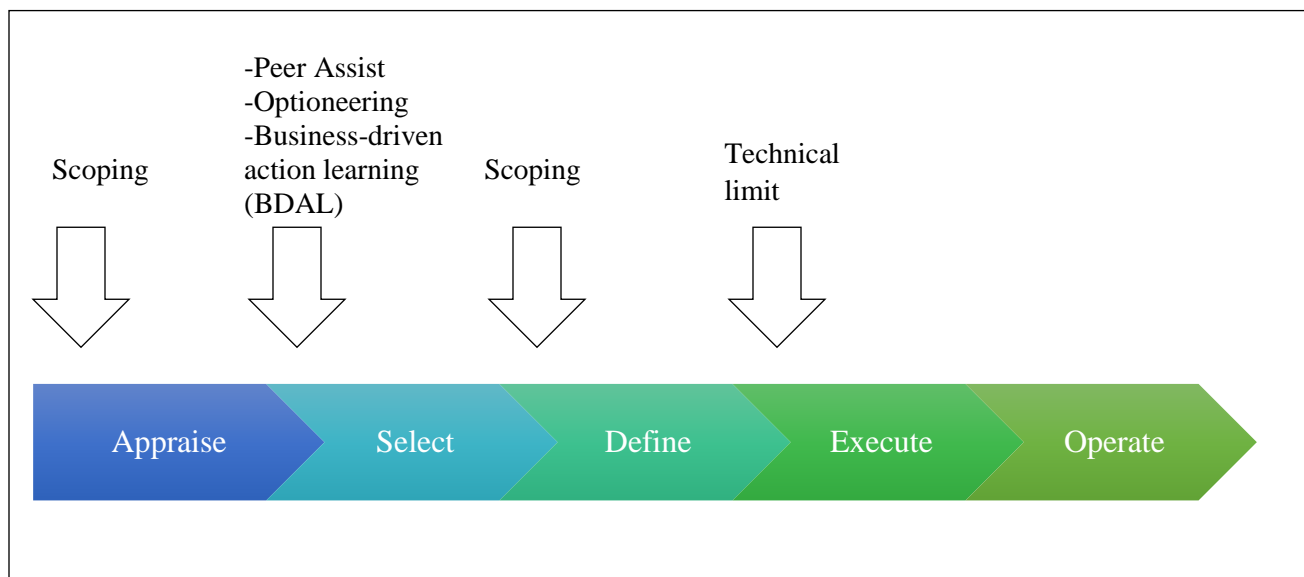 Scoping
-Peer Assist
-Optioneering
-Business-driven
action learning
(BDAL)
Scoping
Technical
limit
Appraise
Select
Define
Execute
Operate